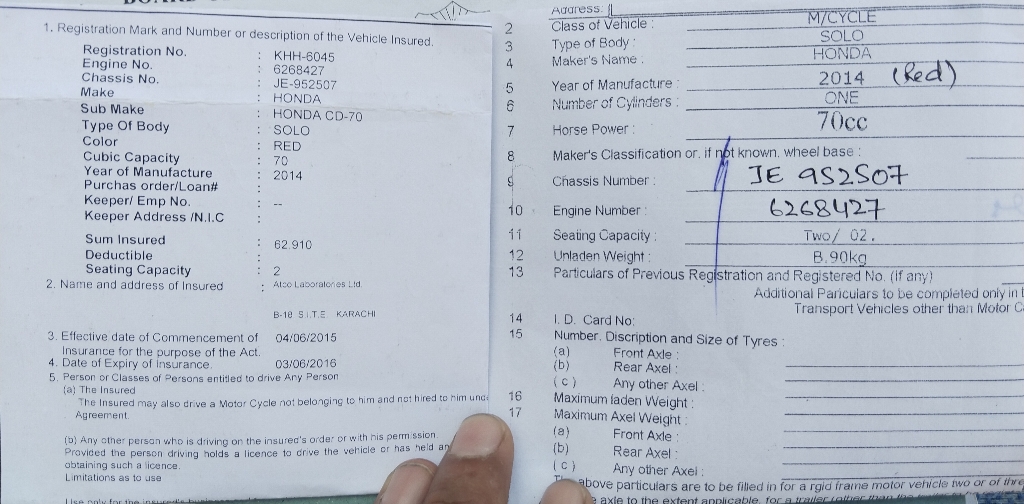 1. Registration Mark and Number or description of the Vehicle Insured.
Registration No. : KHH-6045
Engine No. : 6268427
Chassis No. : JE-952507
Make : HONDA
Sub Make : HONDA CD-70
Type Of Body : SOLO
Color : RED
Cubic Capacity : 70
Year of Manufacture : 2014
Purchas order/Loan# :
Keeper/ Emp No. : --
Keeper Address /N.I.C :
Sum Insured : 62.910
Deductible :
Seating Capacity : 2
2. Name and address of Insured : Atco Laboratories Ltd.
B-18 S.I.T.E KARACHI
3. Effective date of Commencement of 04/06/2015
Insurance for the purpose of the Act.
4. Date of Expiry of Insurance. 03/06/2016
5. Person or Classes of Persons entitled to drive Any Person
(a) The Insured
The Insured may also drive a Motor Cycle not belonging to him and not hired to him
Agreement.
(b) Any other person who is driving on the insured's order or with his permission.
Provided the person driving holds a licence to drive the vehicle or has held
obtaining such a licence.
Limitations as to use
Use only for the insured's
Address:
2 Class of Vehicle : M/CYCLE
3 Type of Body : SOLO
4 Maker's Name : HONDA
5 Year of Manufacture : 2014 (Red)
6 Number of Cylinders : ONE
7 Horse Power : 70cc
8 Maker's Classification or, if not known, wheel base :
9 Chassis Number : JE 952507
10 Engine Number : 6268427
11 Seating Capacity : Two/ 02.
12 Unladen Weight : B.90kg
13 Particulars of Previous Registration and Registered No. (If any)
Additional Pariculars to be completed only in
Transport Vehicles other than Motor
14 I. D. Card No:
15 Number, Discription and Size of Tyres :
(a) Front Axle :
(b) Rear Axel :
(c) Any other Axel :
16 Maximum laden Weight :
17 Maximum Axel Weight :
(a) Front Axle :
(b) Rear Axel :
(c) Any other Axel :
above particulars are to be filled in for a rgid frame motor vehicle two or of
axle to the extent applicable, for a trailer